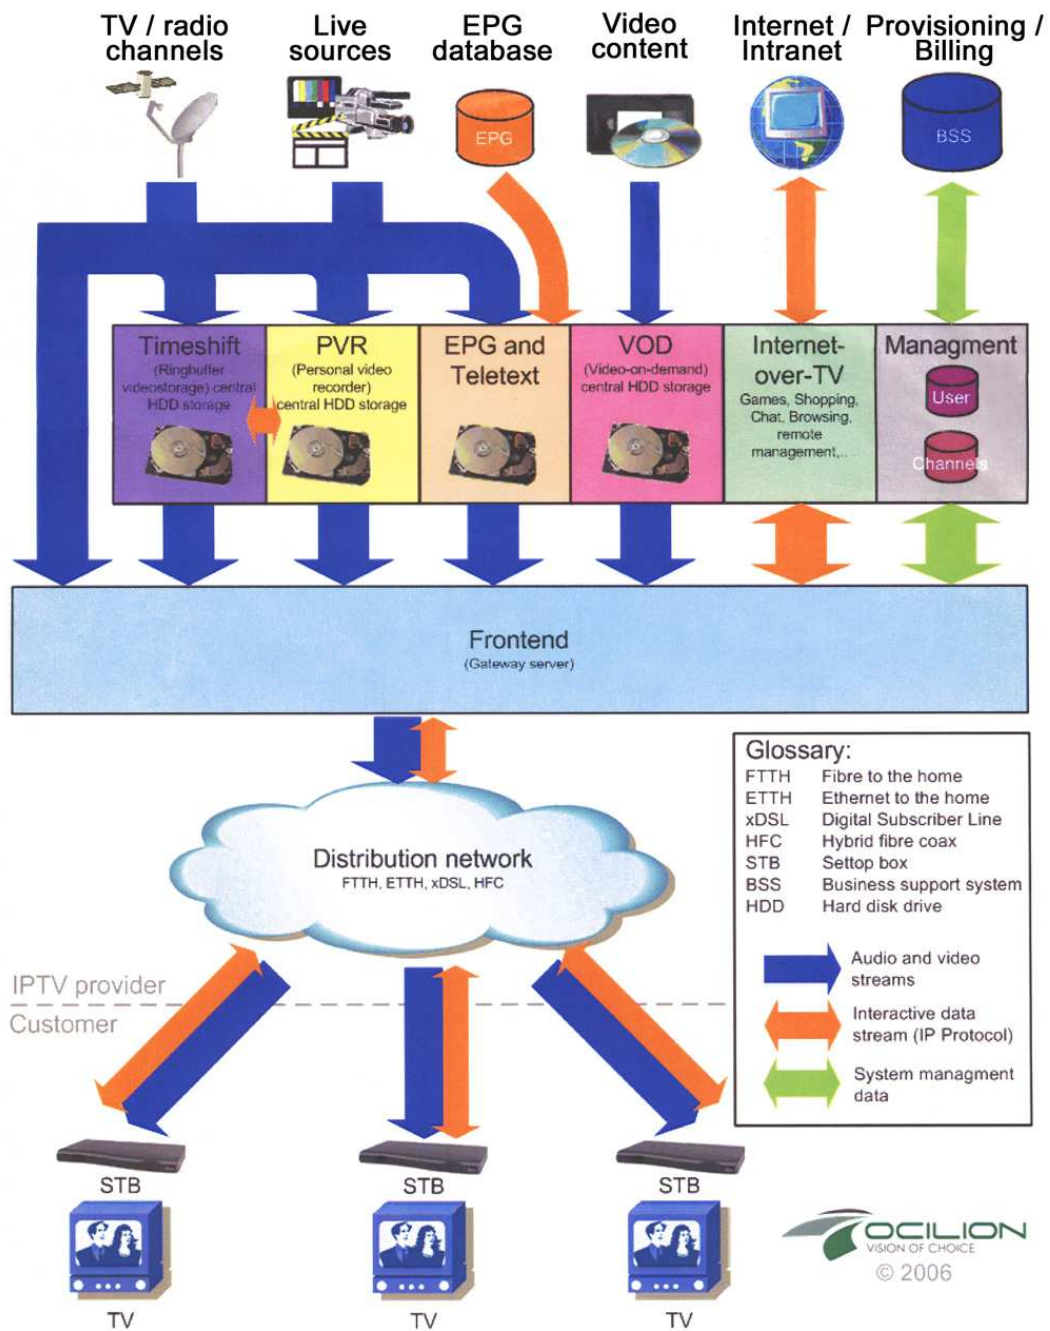 TV / radio
channels
Live
sources
EPG
database
Video
content
Internet /
Intranet
Provisioning /
Billing
EPG
BSS
Timeshift
(Ringbuffer
videostorage) central
HDD storage
PVR
(Personal video
recorder)
central HDD storage
EPG and
Teletext
VOD
(Video-on-demand)
central HDD storage
Internet-
over-TV
Games, Shopping,
Chat, Browsing,
remote
management,..
Managment
User
Channels
Frontend
(Gateway server)
Distribution network
FTTH, ETTH, xDSL, HFC
Glossary:
FTTH Fibre to the home
ETTH Ethernet to the home
xDSL Digital Subscriber Line
HFC Hybrid fibre coax
STB Settop box
BSS Business support system
HDD Hard disk drive
Audio and video
streams
Interactive data
stream (IP Protocol)
System managment
data
IPTV provider
Customer
STB
STB
STB
TV
TV
TV
OCILION
VISION OF CHOICE
© 2006